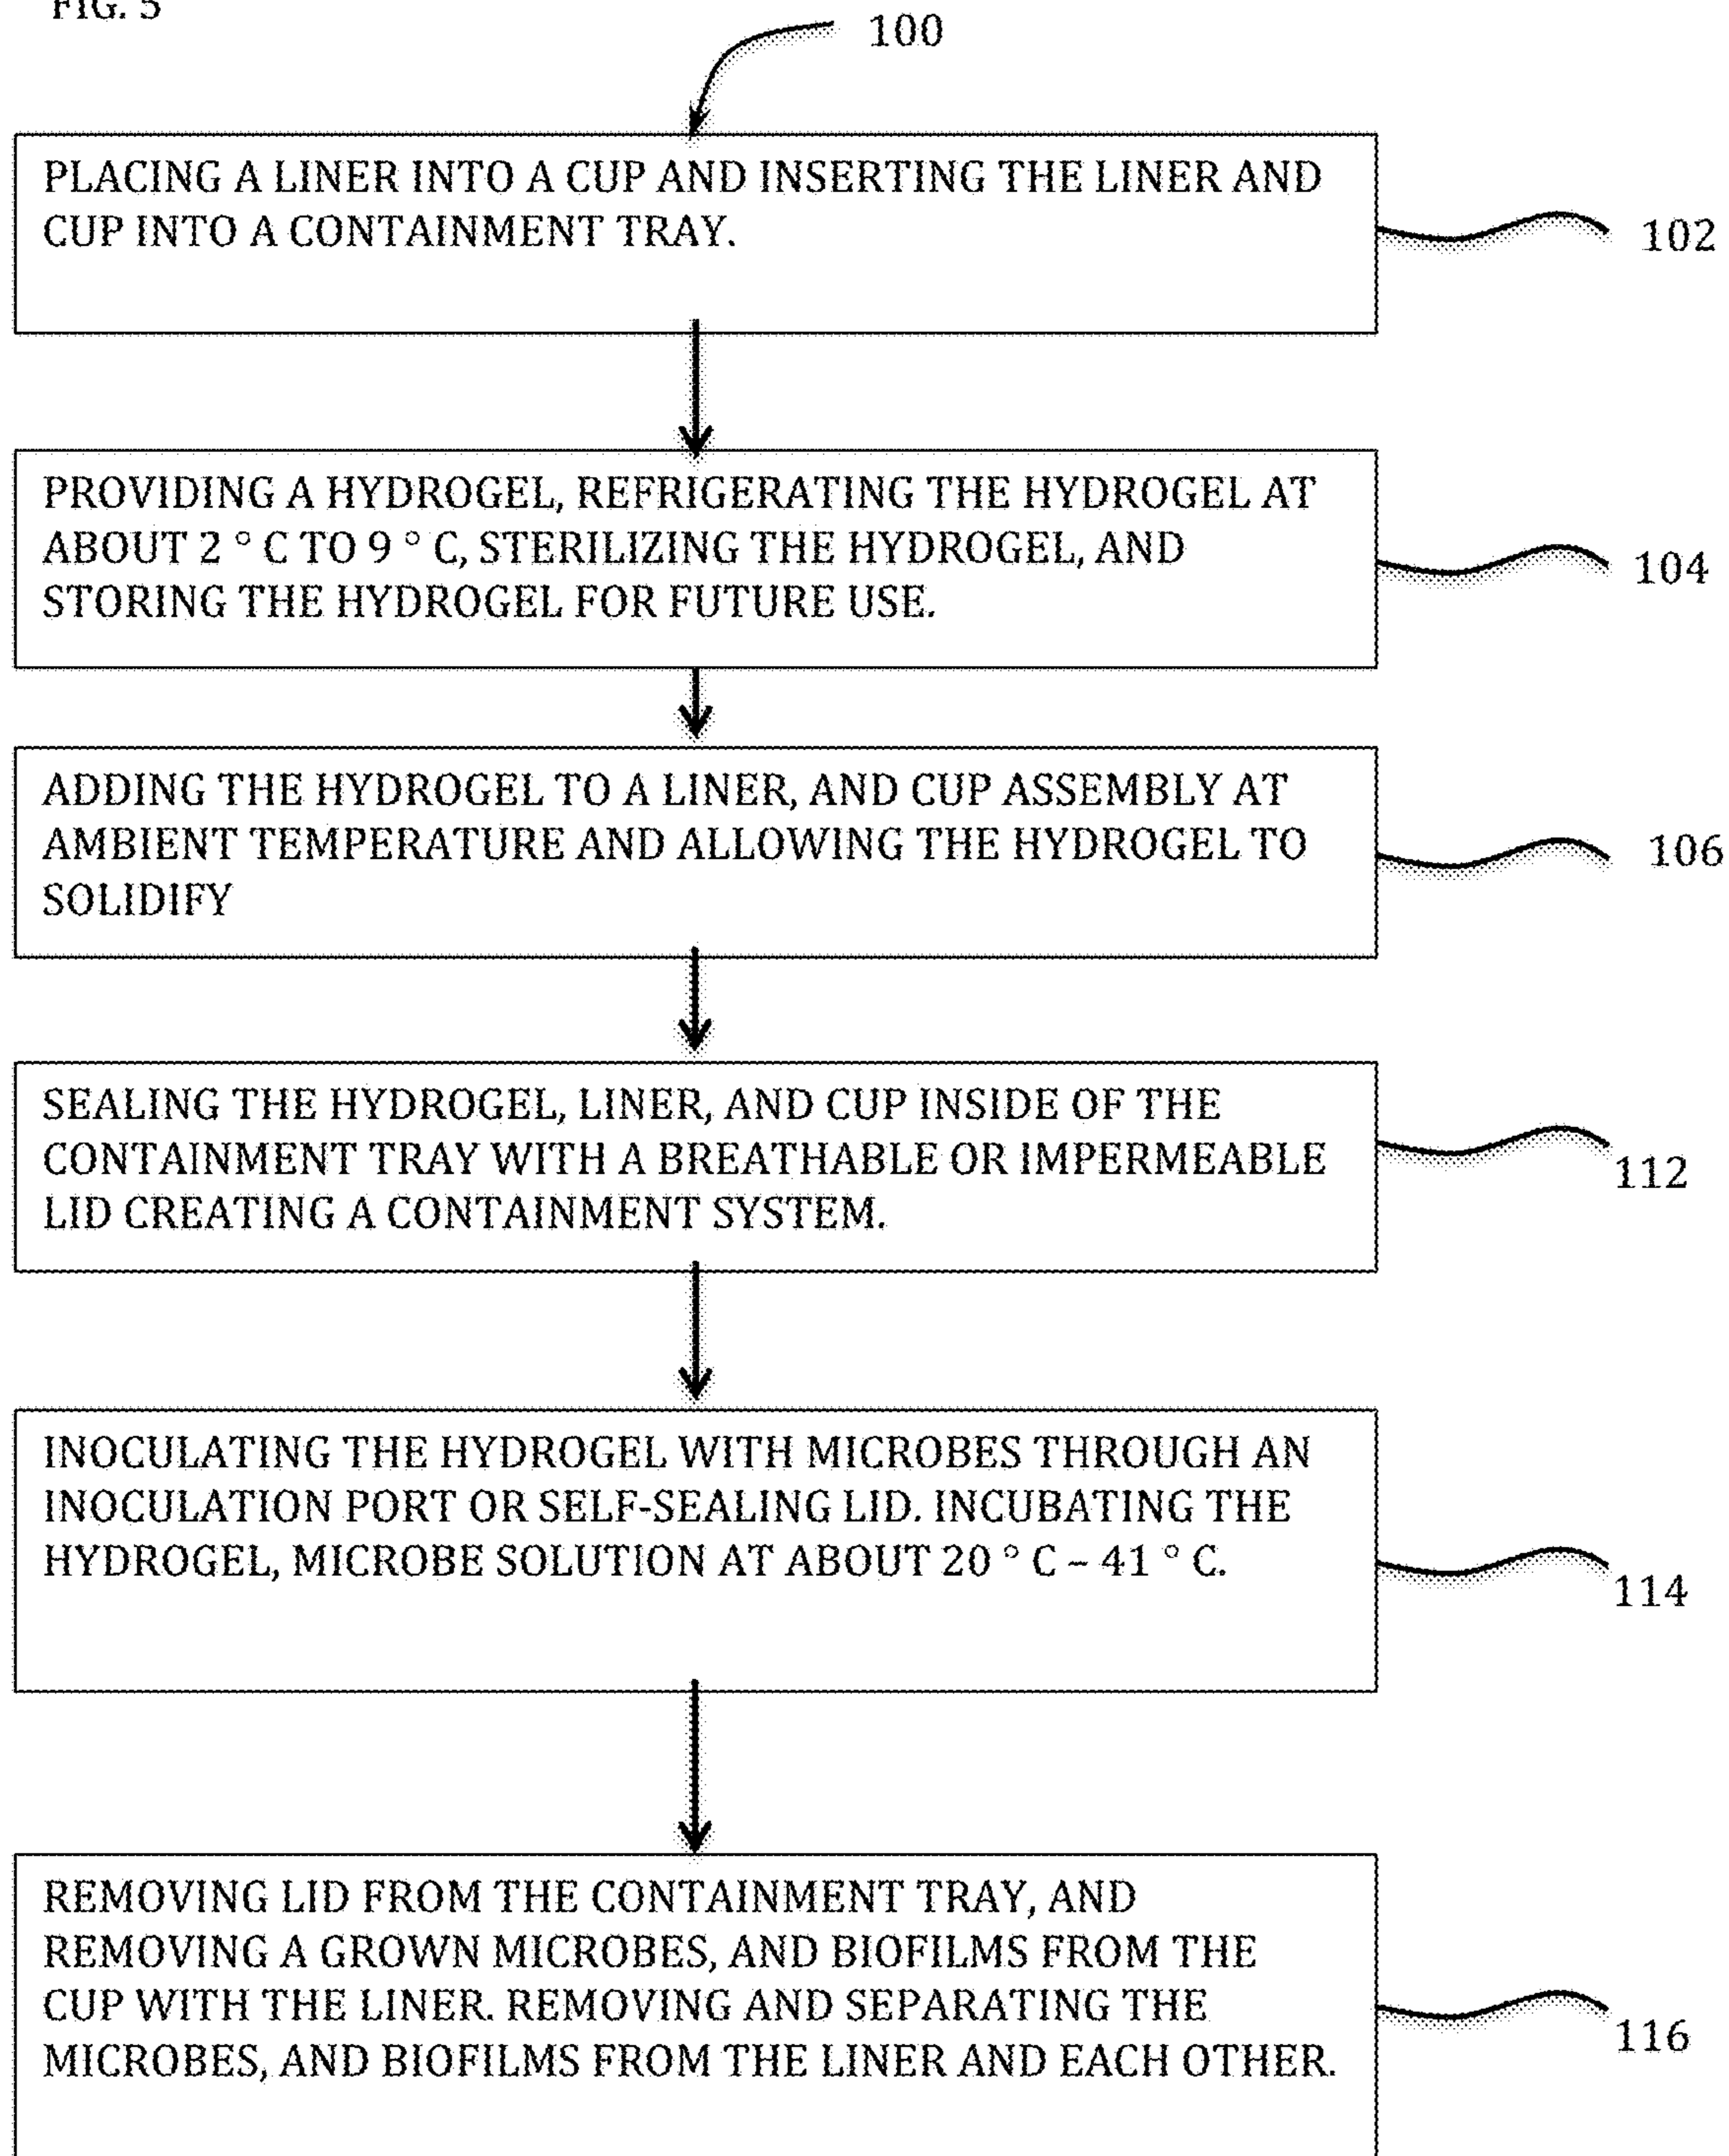 FIG. 5
100
PLACING A LINER INTO A CUP AND INSERTING THE LINER AND
CUP INTO A CONTAINMENT TRAY.
102
PROVIDING A HYDROGEL, REFRIGERATING THE HYDROGEL AT
ABOUT 2 ° C TO 9 ° C, STERILIZING THE HYDROGEL, AND
STORING THE HYDROGEL FOR FUTURE USE.
104
ADDING THE HYDROGEL TO A LINER, AND CUP ASSEMBLY AT
AMBIENT TEMPERATURE AND ALLOWING THE HYDROGEL TO
SOLIDIFY
106
SEALING THE HYDROGEL, LINER, AND CUP INSIDE OF THE
CONTAINMENT TRAY WITH A BREATHABLE OR IMPERMEABLE
LID CREATING A CONTAINMENT SYSTEM.
112
INOCULATING THE HYDROGEL WITH MICROBES THROUGH AN
INOCULATION PORT OR SELF-SEALING LID. INCUBATING THE
HYDROGEL, MICROBE SOLUTION AT ABOUT 20 ° C – 41 ° C.
114
REMOVING LID FROM THE CONTAINMENT TRAY, AND
REMOVING A GROWN MICROBES, AND BIOFILMS FROM THE
CUP WITH THE LINER. REMOVING AND SEPARATING THE
MICROBES, AND BIOFILMS FROM THE LINER AND EACH OTHER.
116